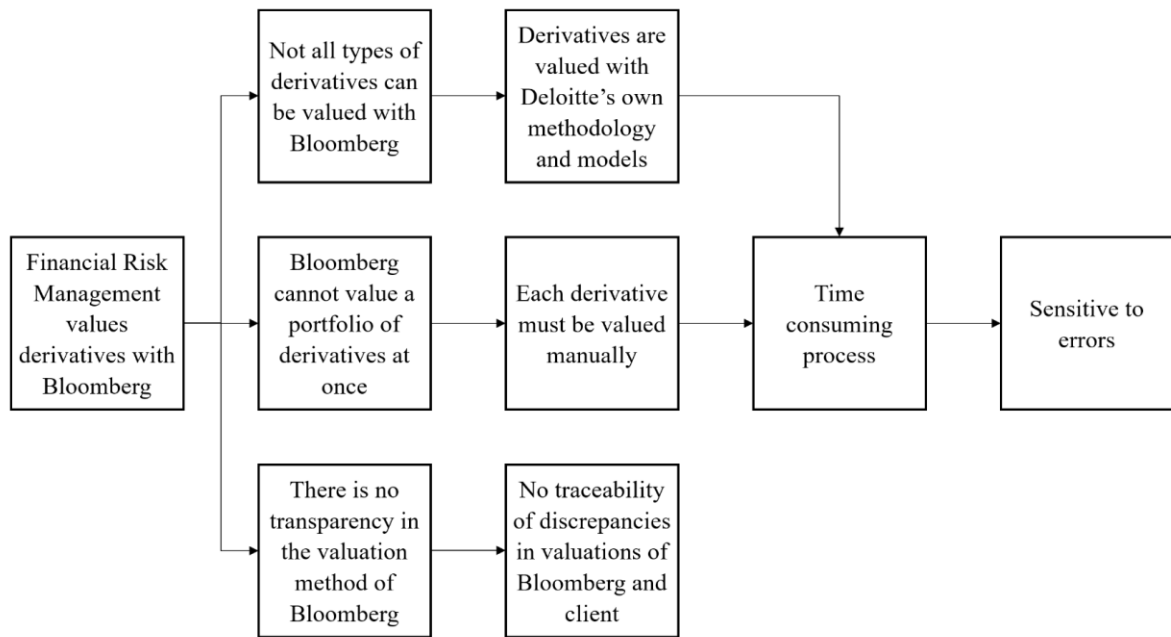 Not all types of
derivatives can
be valued with
Bloomberg
Derivatives are
valued with
Deloitte’s own
methodology
and models
Financial Risk
Management
values
derivatives with
Bloomberg
Bloomberg
cannot value a
portfolio of
derivatives at
once
Each derivative
must be valued
manually
Time
consuming
process
Sensitive to
errors
There is no
transparency in
the valuation
method of
Bloomberg
No traceability
of discrepancies
in valuations of
Bloomberg and
client